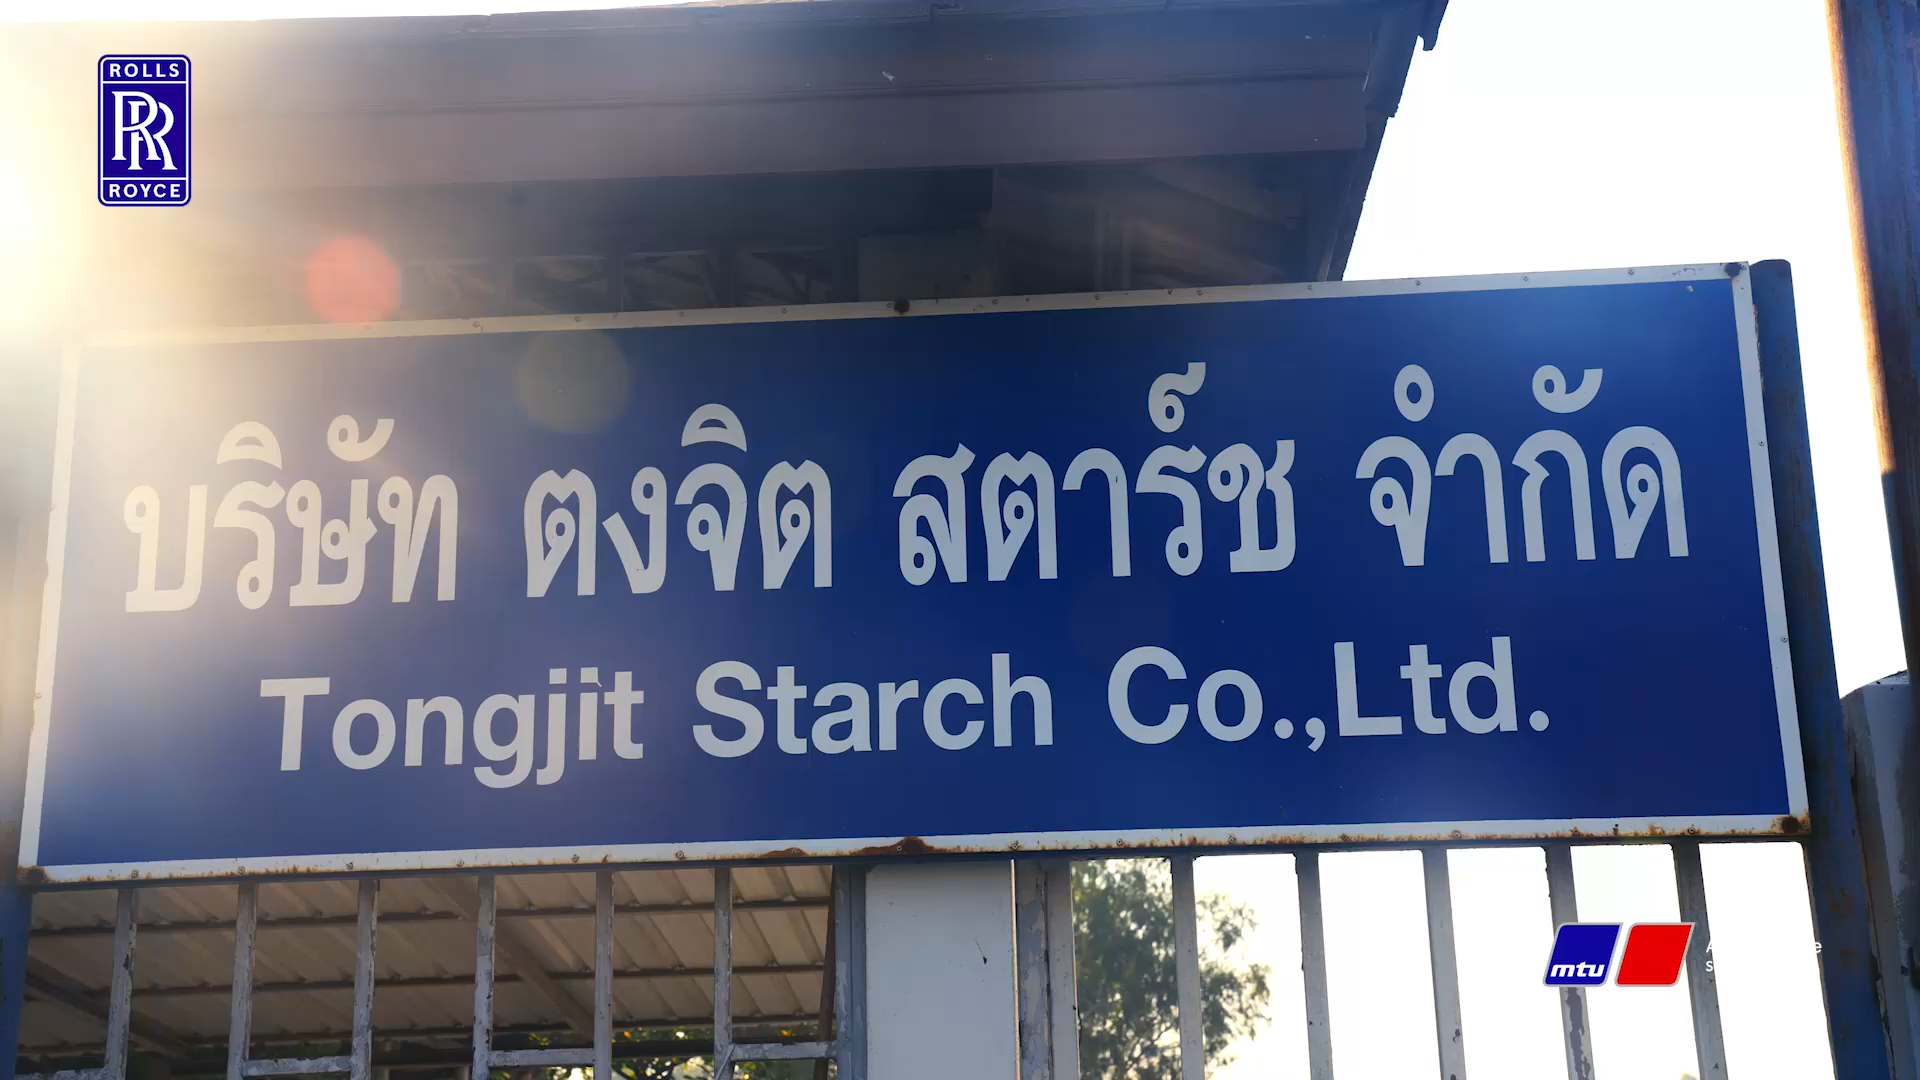 ROLLS
RR
ROYCE
บริษัท ตงจิต สตาร์ช จำกัด
Tongjit Starch Co.,Ltd.
mtu